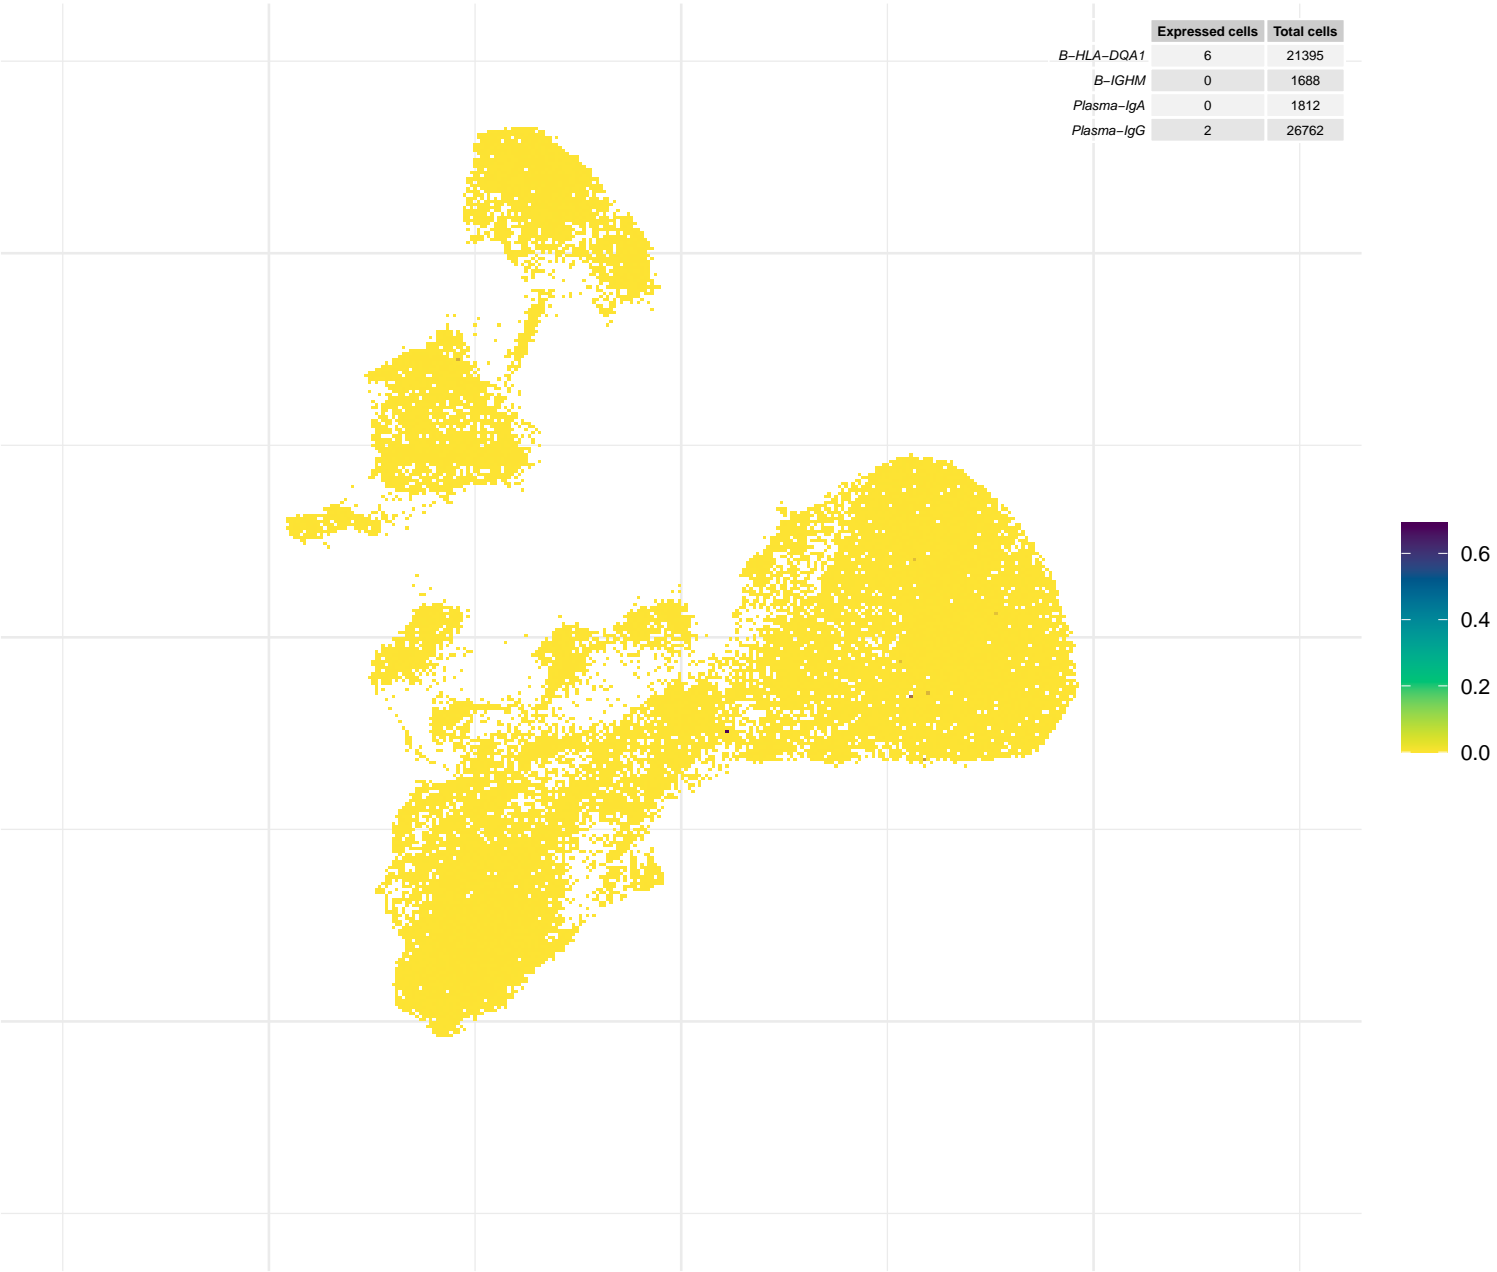 Expressed cells Total cells
B−HLA−DQA1 6 21395
B−IGHM 0 1688
Plasma−IgA 0 1812
Plasma−IgG 2 26762
0.6
0.4
0.2
0.0